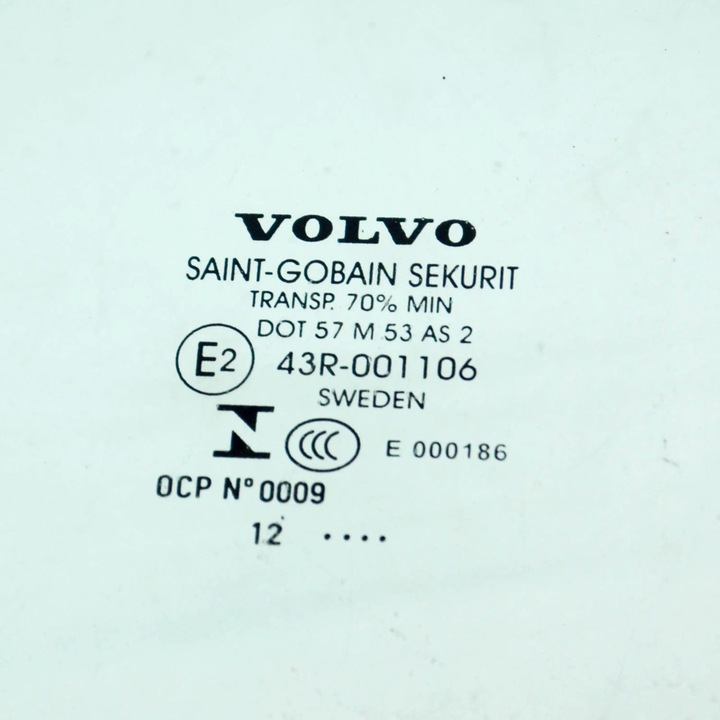 VOLVO
SAINT-GOBAIN SEKURIT
TRANSP. 70% MIN
DOT 57 M 53 AS 2
E2 43R-001106
SWEDEN
CCC E 000186
OCP N° 0009
12 ....